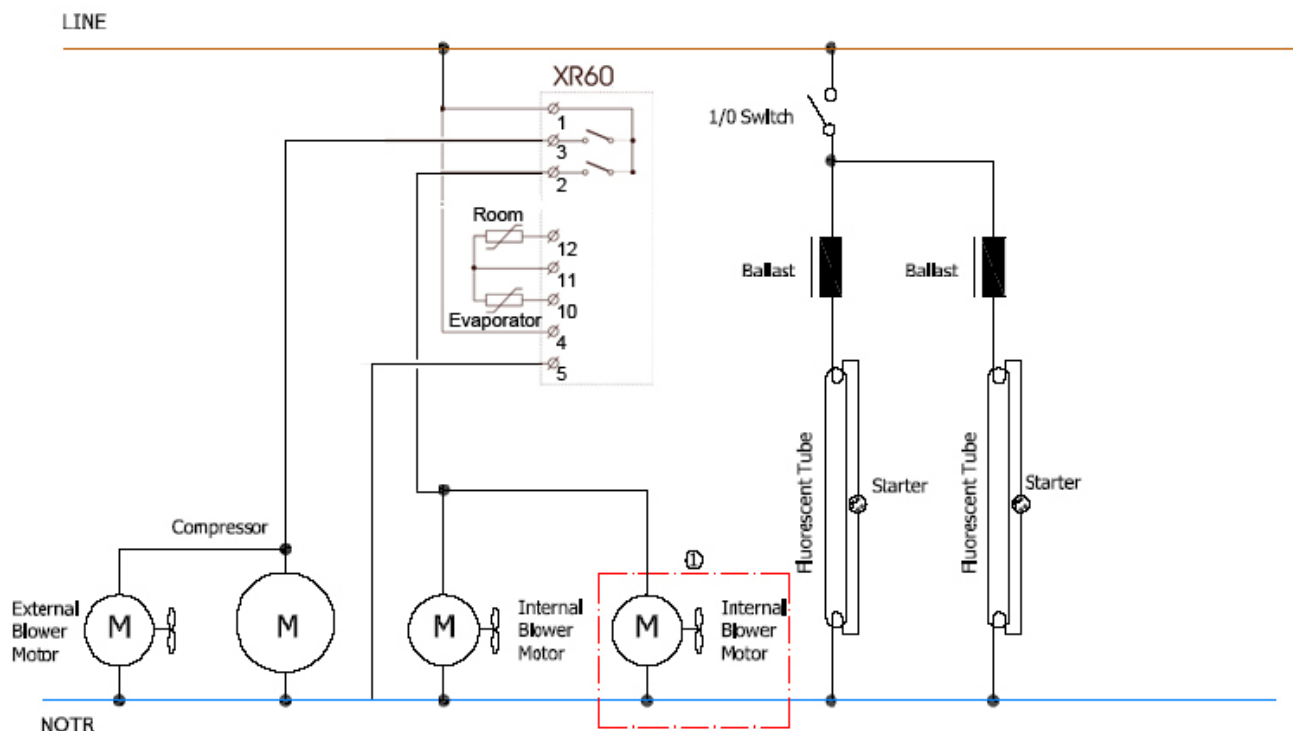 LINE
XR60
1
3
2
12
11
10
4
5
Room
Evaporator
1/0 Switch
Ballast
Ballast
Fluorescent Tube
Starter
Fluorescent Tube
Starter
Compressor
External
Blower
Motor
M
M
M
Internal
Blower
Motor
1
M
Internal
Blower
Motor
NOTR